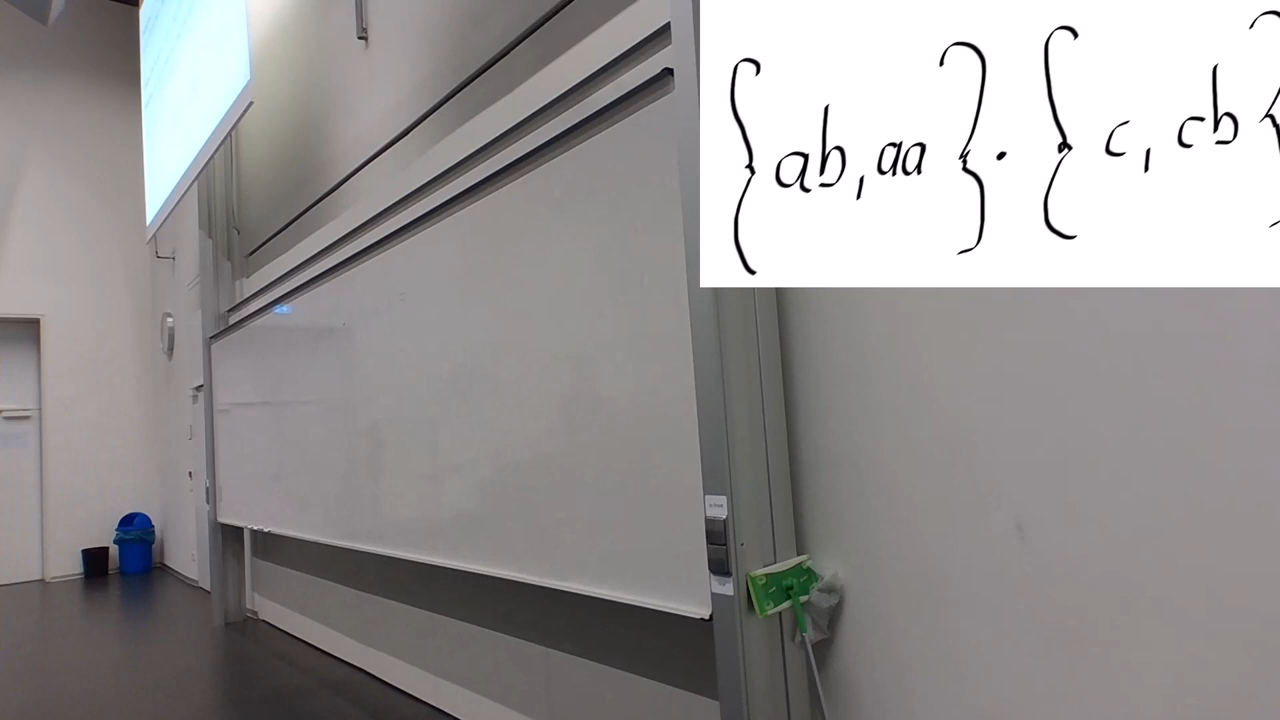 {ab, aa} · {c, cb}